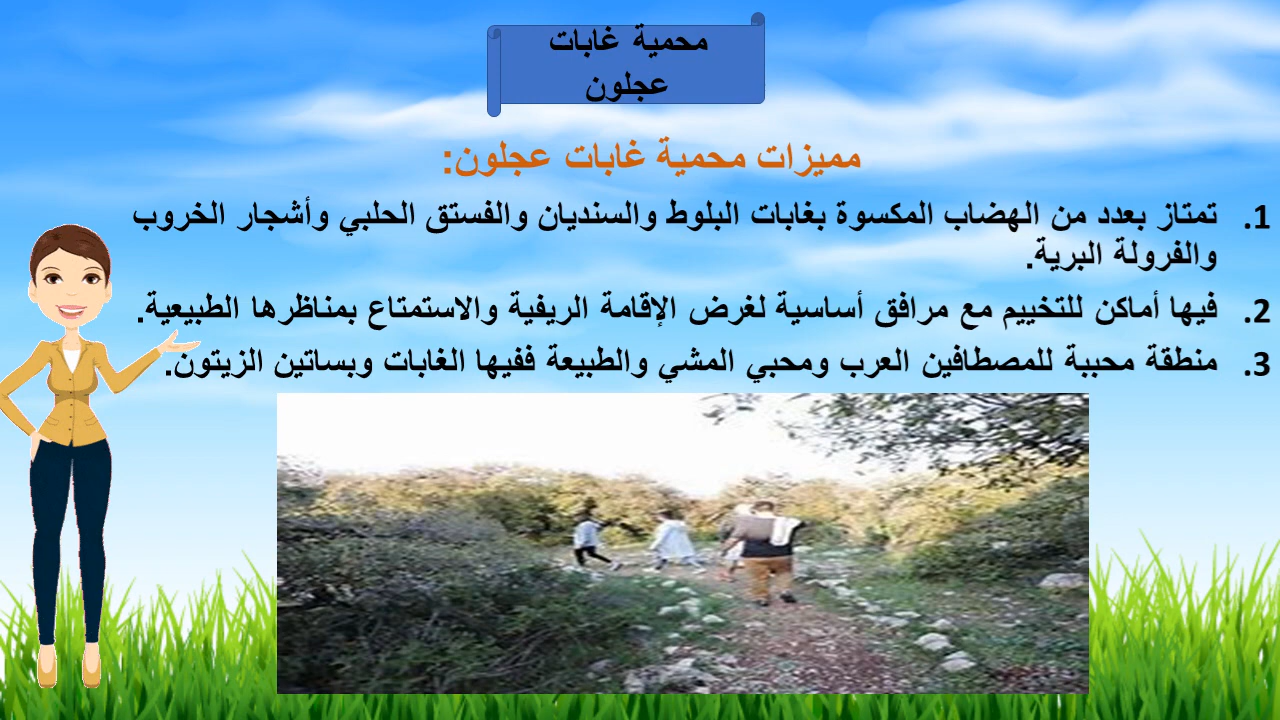 محمية غابات
عجلون
مميزات محمية غابات عجلون:
1. تمتاز بعدد من الهضاب المكسوة بغابات البلوط والسنديان والفستق الحلبي وأشجار الخروب
والفرولة البرية.
2. فيها أماكن للتخييم مع مرافق أساسية لغرض الإقامة الريفية والاستمتاع بمناظرها الطبيعية.
3. منطقة محببة للمصطافين العرب ومحبي المشي والطبيعة ففيها الغابات وبساتين الزيتون.